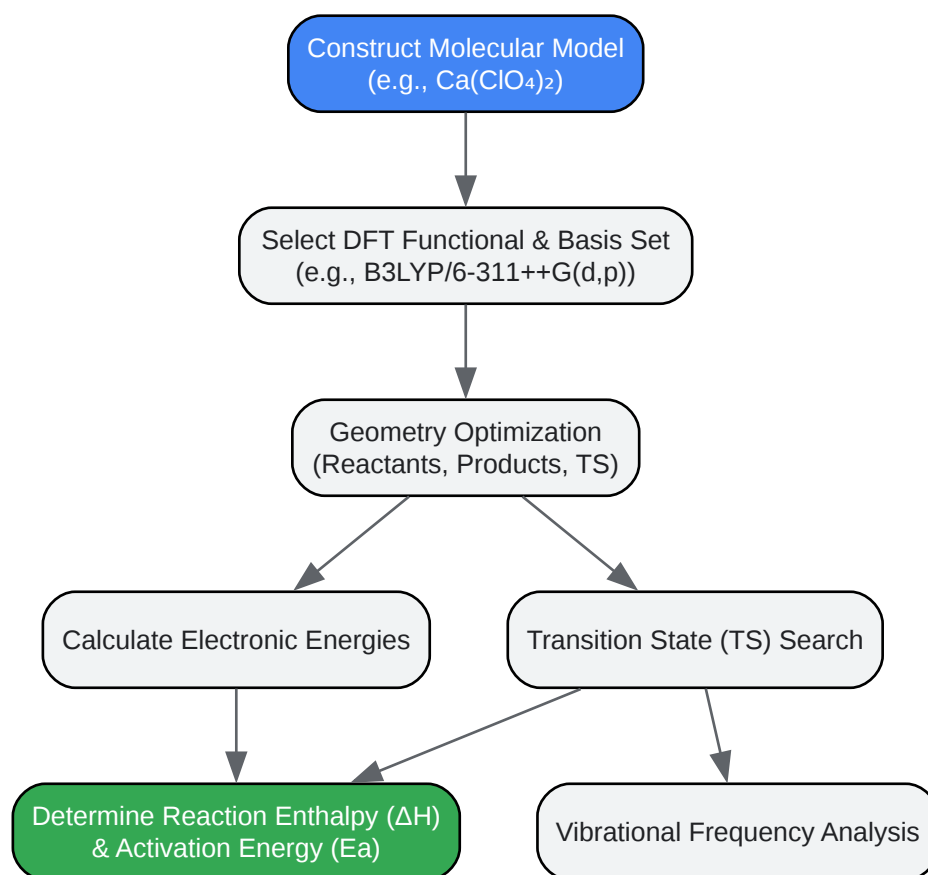 Construct Molecular Model
(e.g., Ca(ClO₄)₂)
Select DFT Functional & Basis Set
(e.g., B3LYP/6-311++G(d,p))
Geometry Optimization
(Reactants, Products, TS)
Calculate Electronic Energies
Transition State (TS) Search
Determine Reaction Enthalpy (ΔH)
& Activation Energy (Ea)
Vibrational Frequency Analysis